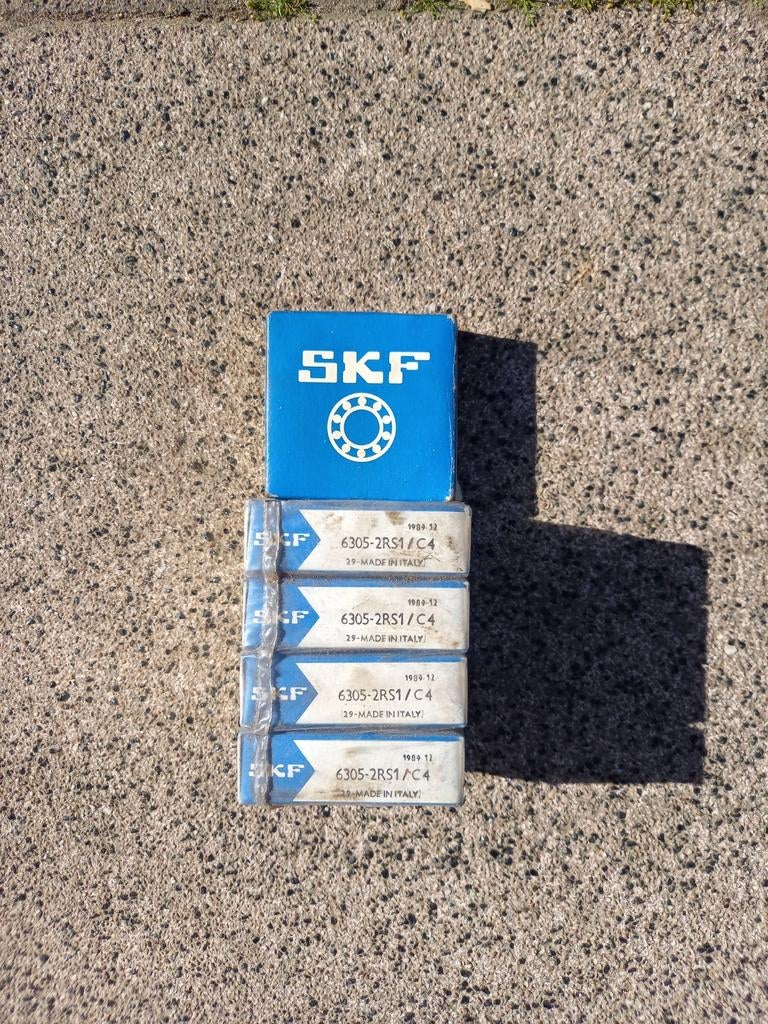 SKF
SKF
1989-12
6305-2RS1/C4
29-MADE IN ITALY)
SKF
1989-12
6305-2RS1/C4
29-MADE IN ITALY)
SKF
1989 12
6305-2RS1/C4
29-MADE IN ITALY)
SKF
1989 12
6305-2RS1/C4
29-MADE IN ITALY)